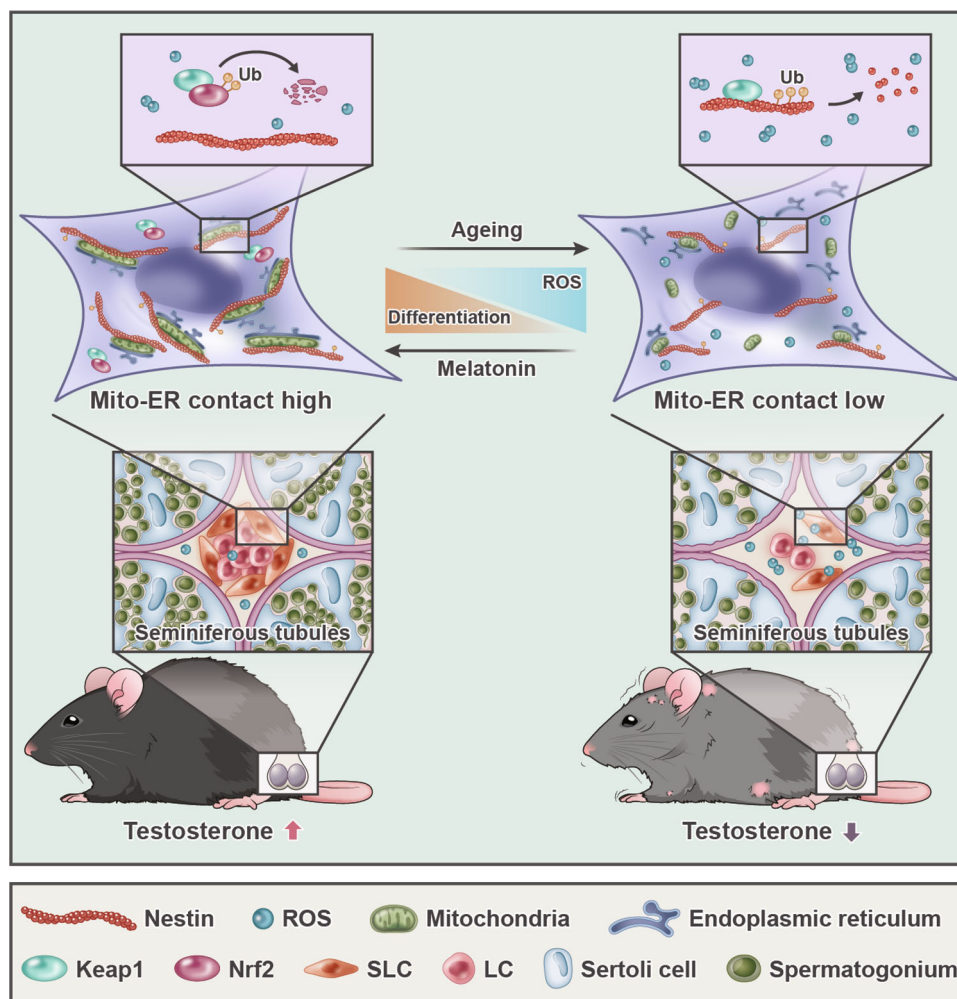 Ub
Ub
Ageing
ROS
Differentiation
Melatonin
Mito-ER contact high
Mito-ER contact low
Seminiferous tubules
Seminiferous tubules
Testosterone
Testosterone
Nestin
ROS
Mitochondria
Endoplasmic reticulum
Keap1
Nrf2
SLC
LC
Sertoli cell
Spermatogonium